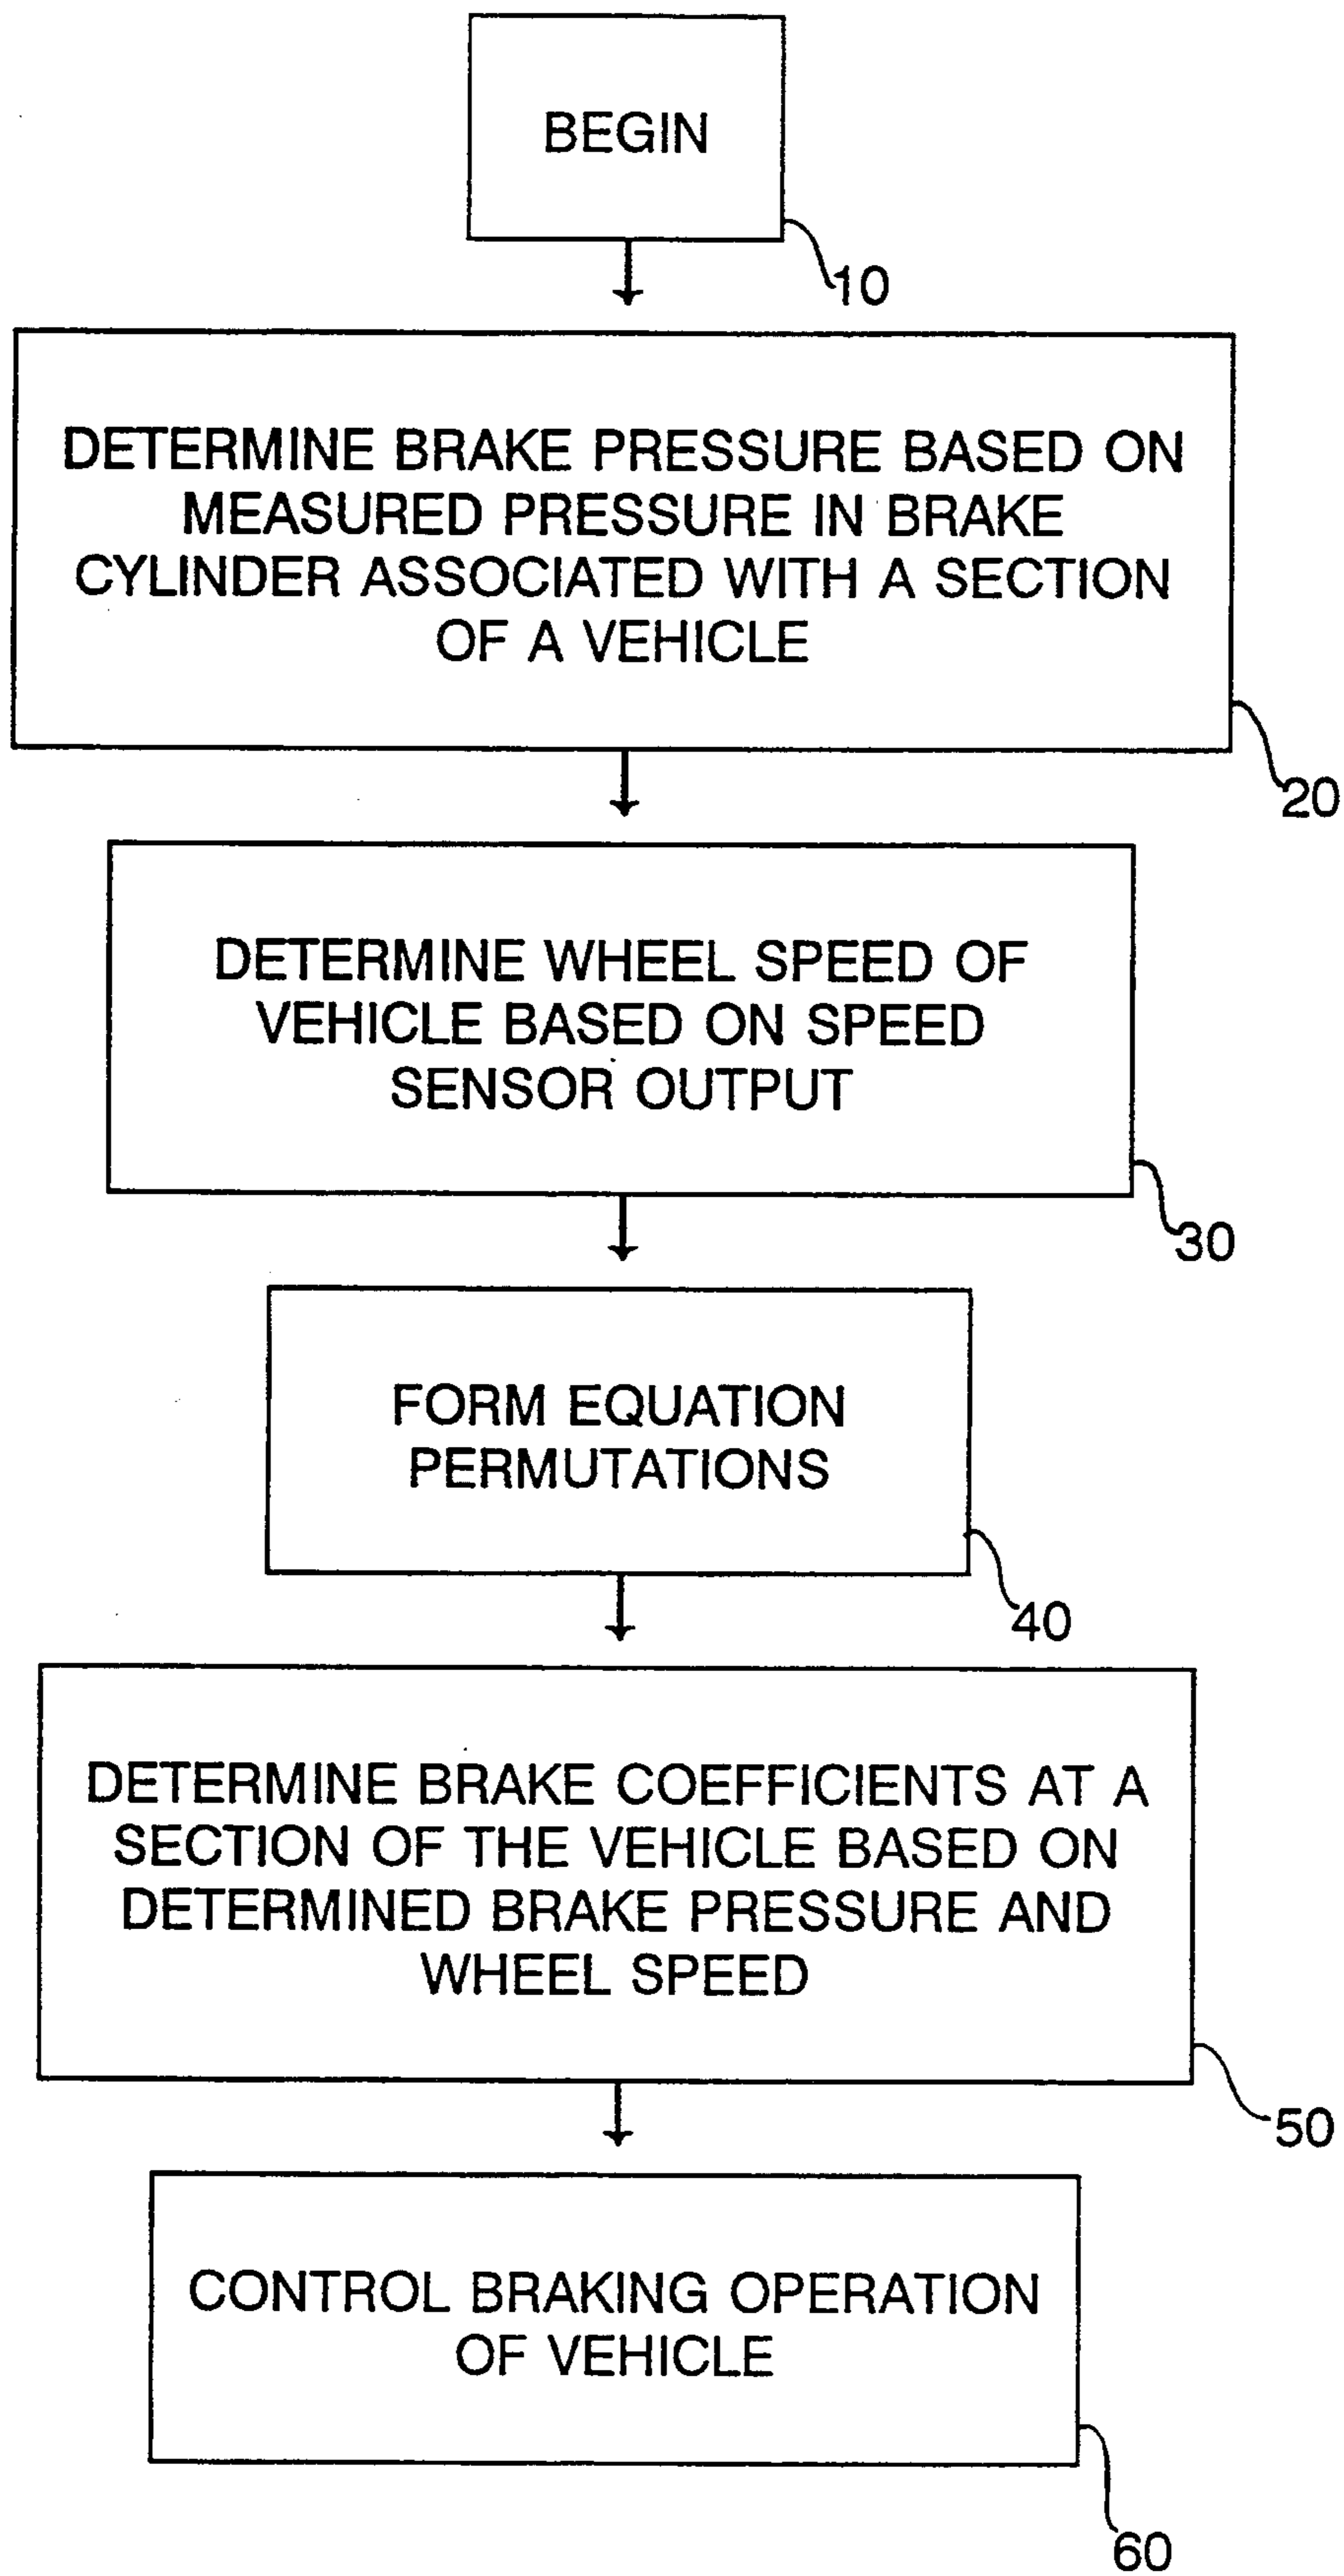 BEGIN
10
DETERMINE BRAKE PRESSURE BASED ON
MEASURED PRESSURE IN BRAKE
CYLINDER ASSOCIATED WITH A SECTION
OF A VEHICLE
20
DETERMINE WHEEL SPEED OF
VEHICLE BASED ON SPEED
SENSOR OUTPUT
30
FORM EQUATION
PERMUTATIONS
40
DETERMINE BRAKE COEFFICIENTS AT A
SECTION OF THE VEHICLE BASED ON
DETERMINED BRAKE PRESSURE AND
WHEEL SPEED
50
CONTROL BRAKING OPERATION
OF VEHICLE
60